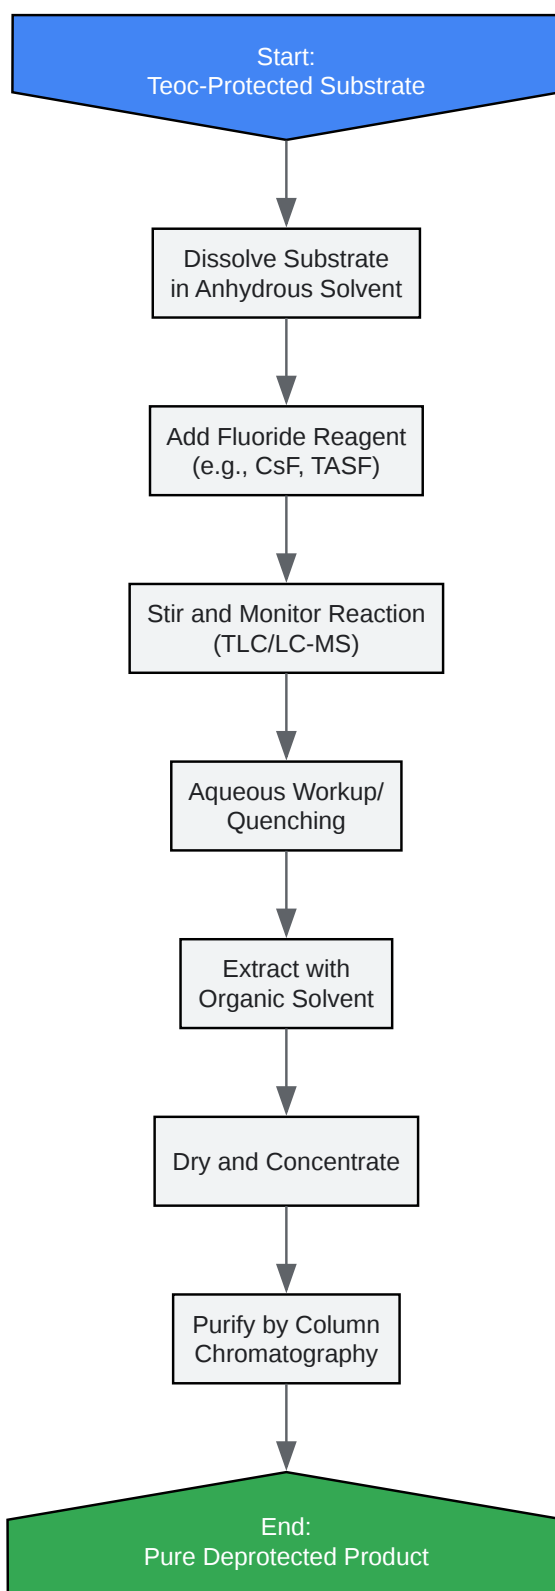 Start:
Teoc-Protected Substrate
Dissolve Substrate
in Anhydrous Solvent
Add Fluoride Reagent
(e.g., CsF, TASF)
Stir and Monitor Reaction
(TLC/LC-MS)
Aqueous Workup/
Quenching
Extract with
Organic Solvent
Dry and Concentrate
Purify by Column
Chromatography
End:
Pure Deprotected Product